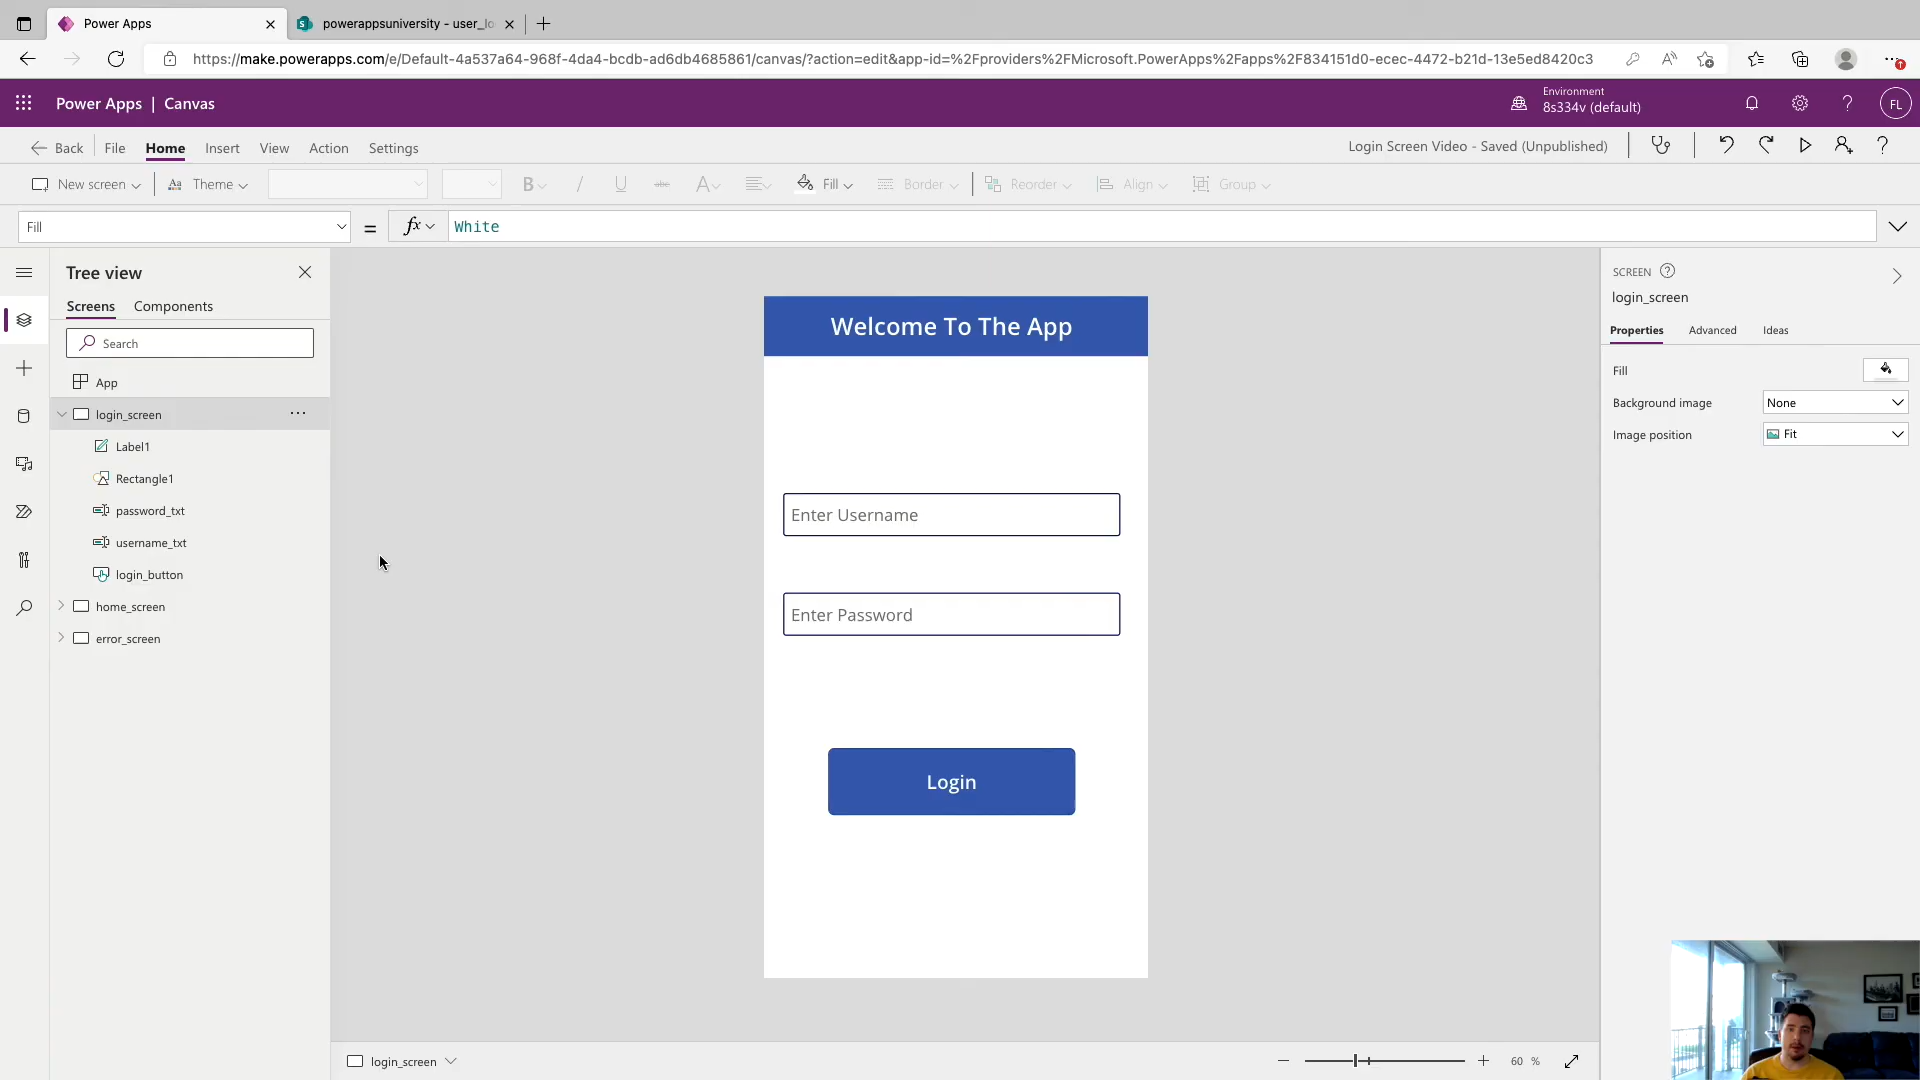 Power Apps
powerappsuniversity - user_lo
https://make.powerapps.com/e/Default-4a537a64-968f-4da4-bcdb-ad6db4685861/canvas/?action=edit&app-id=%2Fproviders%2FMicrosoft.PowerApps%2Fapps%2F834151d0-ecec-4472-b21d-13e5ed8420c3
Power Apps | Canvas
Environment
8s334v (default)
FL
Back
File
Home
Insert
View
Action
Settings
Login Screen Video - Saved (Unpublished)
New screen
Theme
Fill
Border
Reorder
Align
Group
Fill
=
fx
White
Tree view
Screens
Components
Search
App
login_screen
Label1
Rectangle1
password_txt
username_txt
login_button
home_screen
error_screen
Welcome To The App
Enter Username
Enter Password
Login
SCREEN
login_screen
Properties
Advanced
Ideas
Fill
Background image
None
Image position
Fit
login_screen
60 %